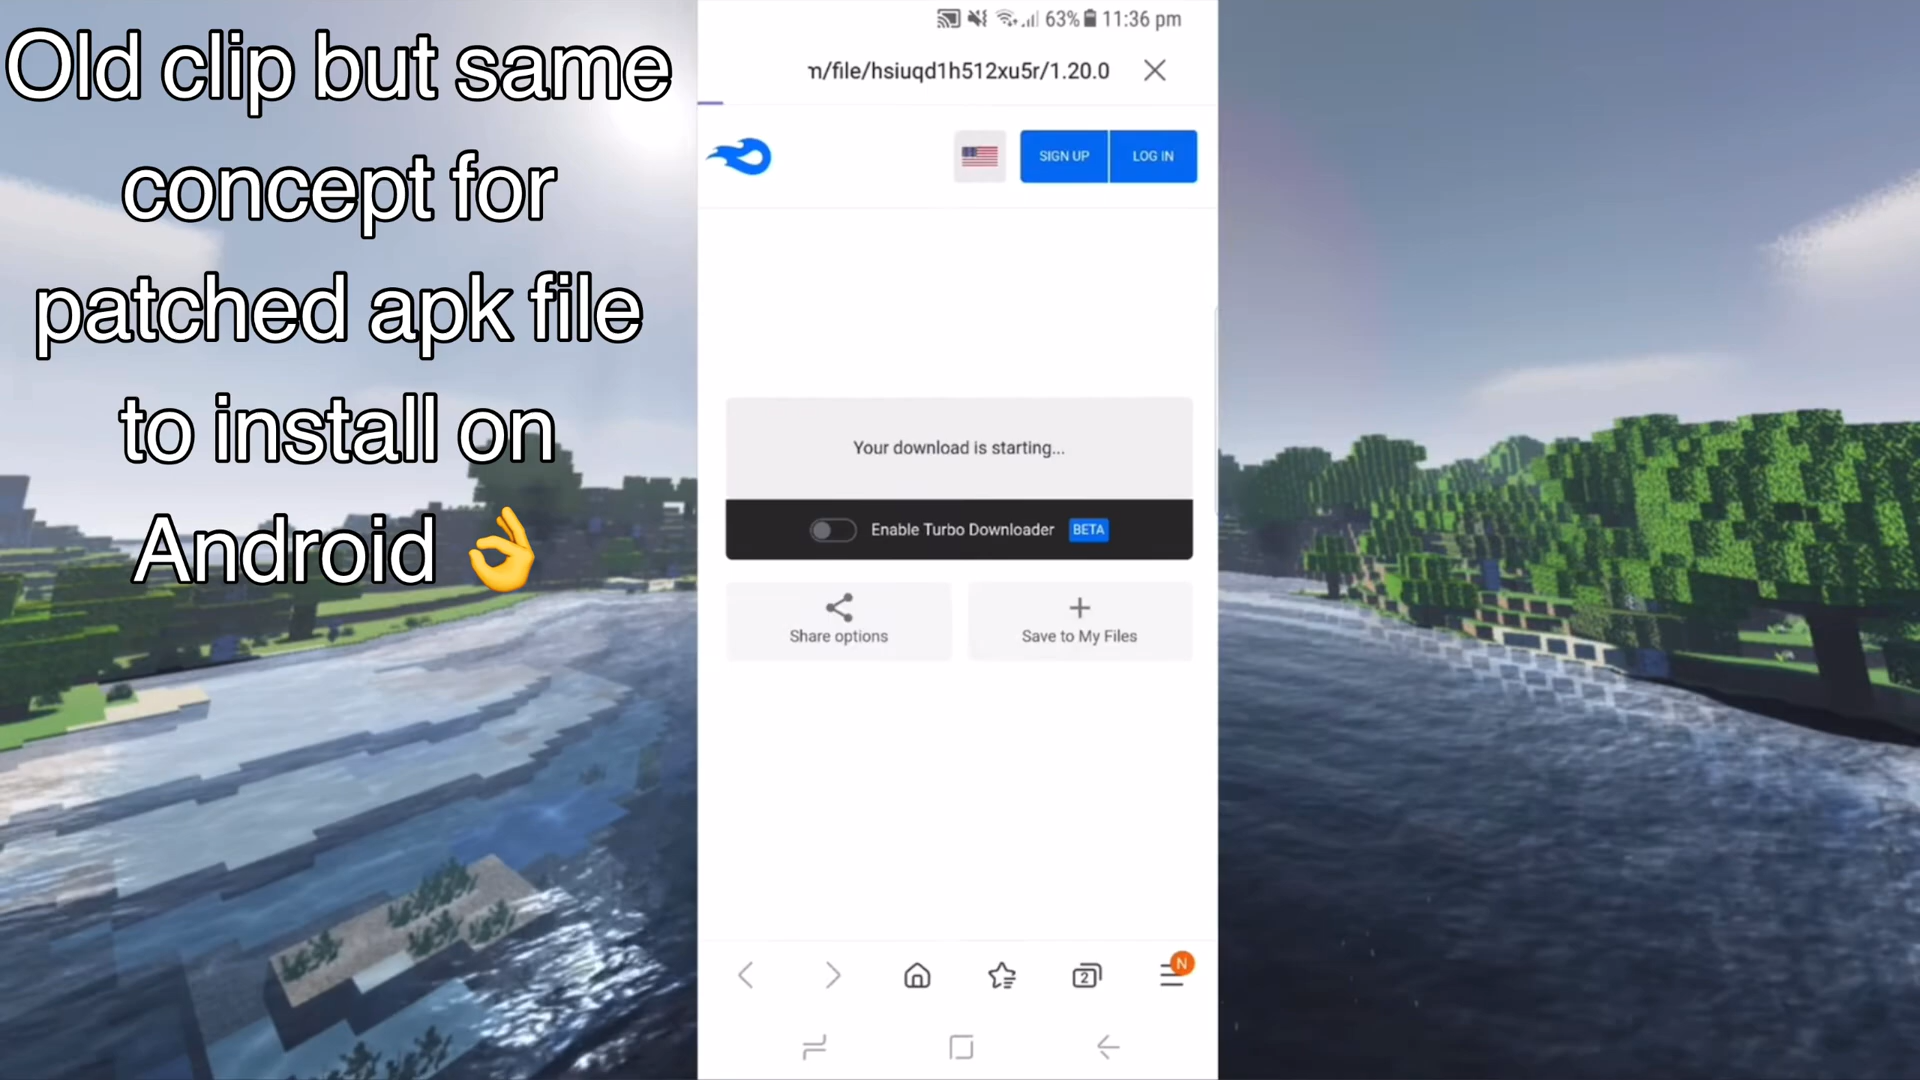 Old clip but same
concept for
patched apk file
to install on
Android 👌
63% 11:36 pm
n/file/hsiuqd1h512xu5r/1.20.0
SIGN UP
LOG IN
Your download is starting...
Enable Turbo Downloader BETA
Share options
Save to My Files
2
N